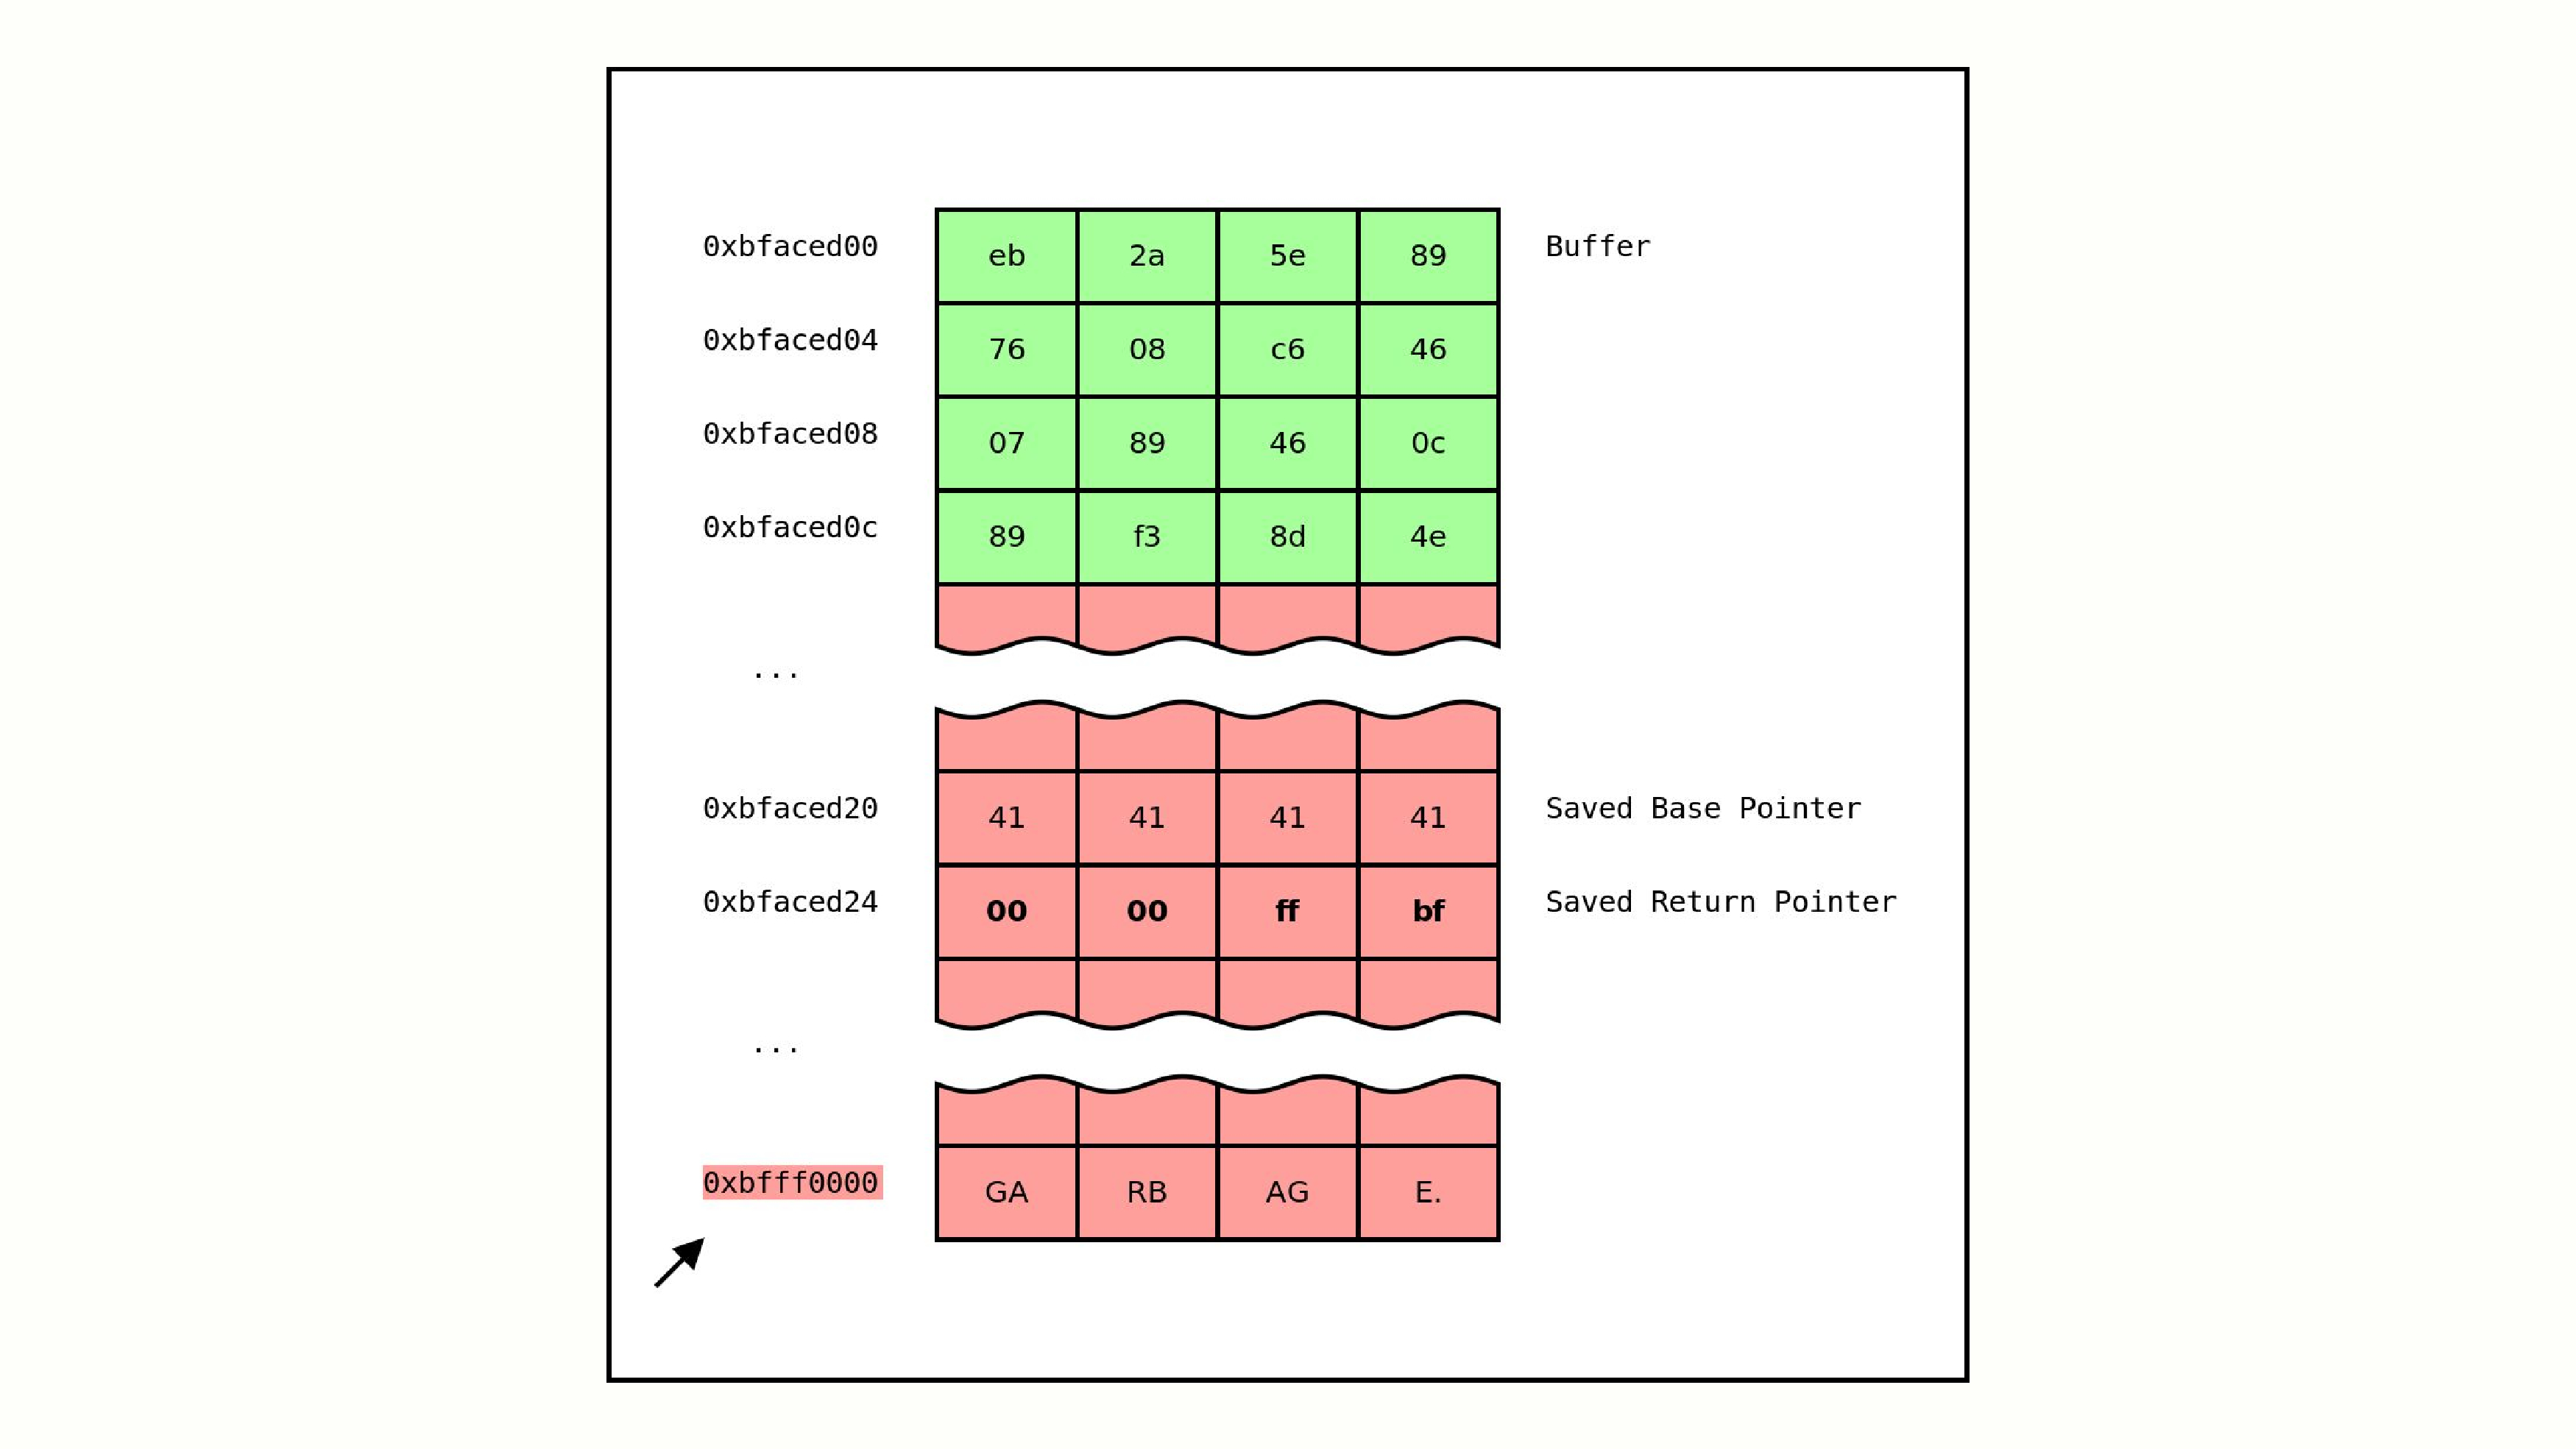 0xbfaced00 eb 2a 5e 89 Buffer
0xbfaced04 76 08 c6 46
0xbfaced08 07 89 46 0c
0xbfaced0c 89 f3 8d 4e
...
0xbfaced20 41 41 41 41 Saved Base Pointer
0xbfaced24 00 00 ff bf Saved Return Pointer
...
0xbfff0000 GA RB AG E.